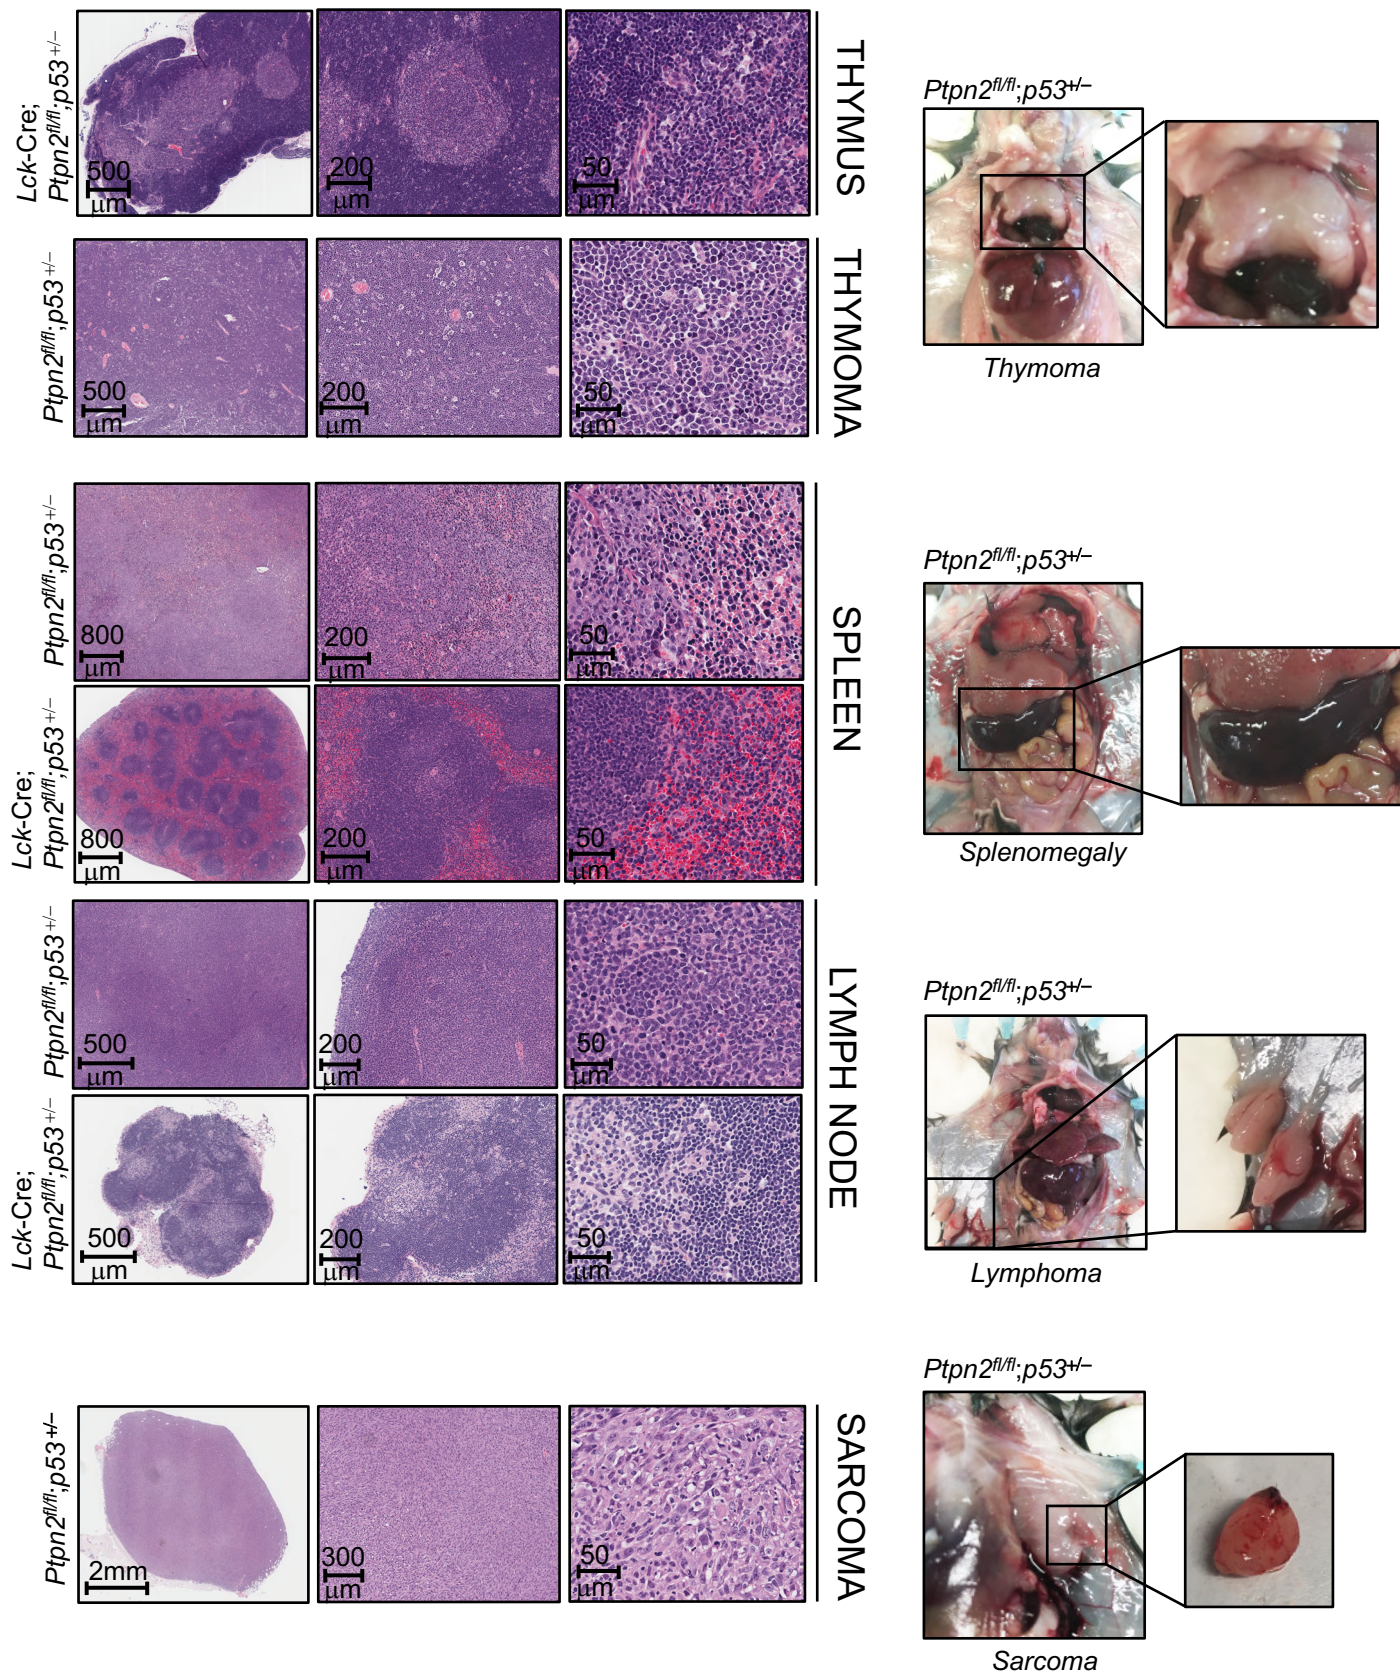 Lck-Cre;
Ptpn2fl/fl;p53+/–
500
μm
200
μm
50
μm
THYMUS
Ptpn2fl/fl;p53+/–
500
μm
200
μm
50
μm
THYMOMA
Ptpn2fl/fl;p53+/–
Thymoma
Ptpn2fl/fl;p53+/–
800
μm
200
μm
50
μm
Lck-Cre;
Ptpn2fl/fl;p53+/–
800
μm
200
μm
50
μm
SPLEEN
Ptpn2fl/fl;p53+/–
Splenomegaly
Ptpn2fl/fl;p53+/–
500
μm
200
μm
50
μm
Lck-Cre;
Ptpn2fl/fl;p53+/–
500
μm
200
μm
50
μm
LYMPH NODE
Ptpn2fl/fl;p53+/–
Lymphoma
Ptpn2fl/fl;p53+/–
2mm
300
μm
50
μm
SARCOMA
Ptpn2fl/fl;p53+/–
Sarcoma